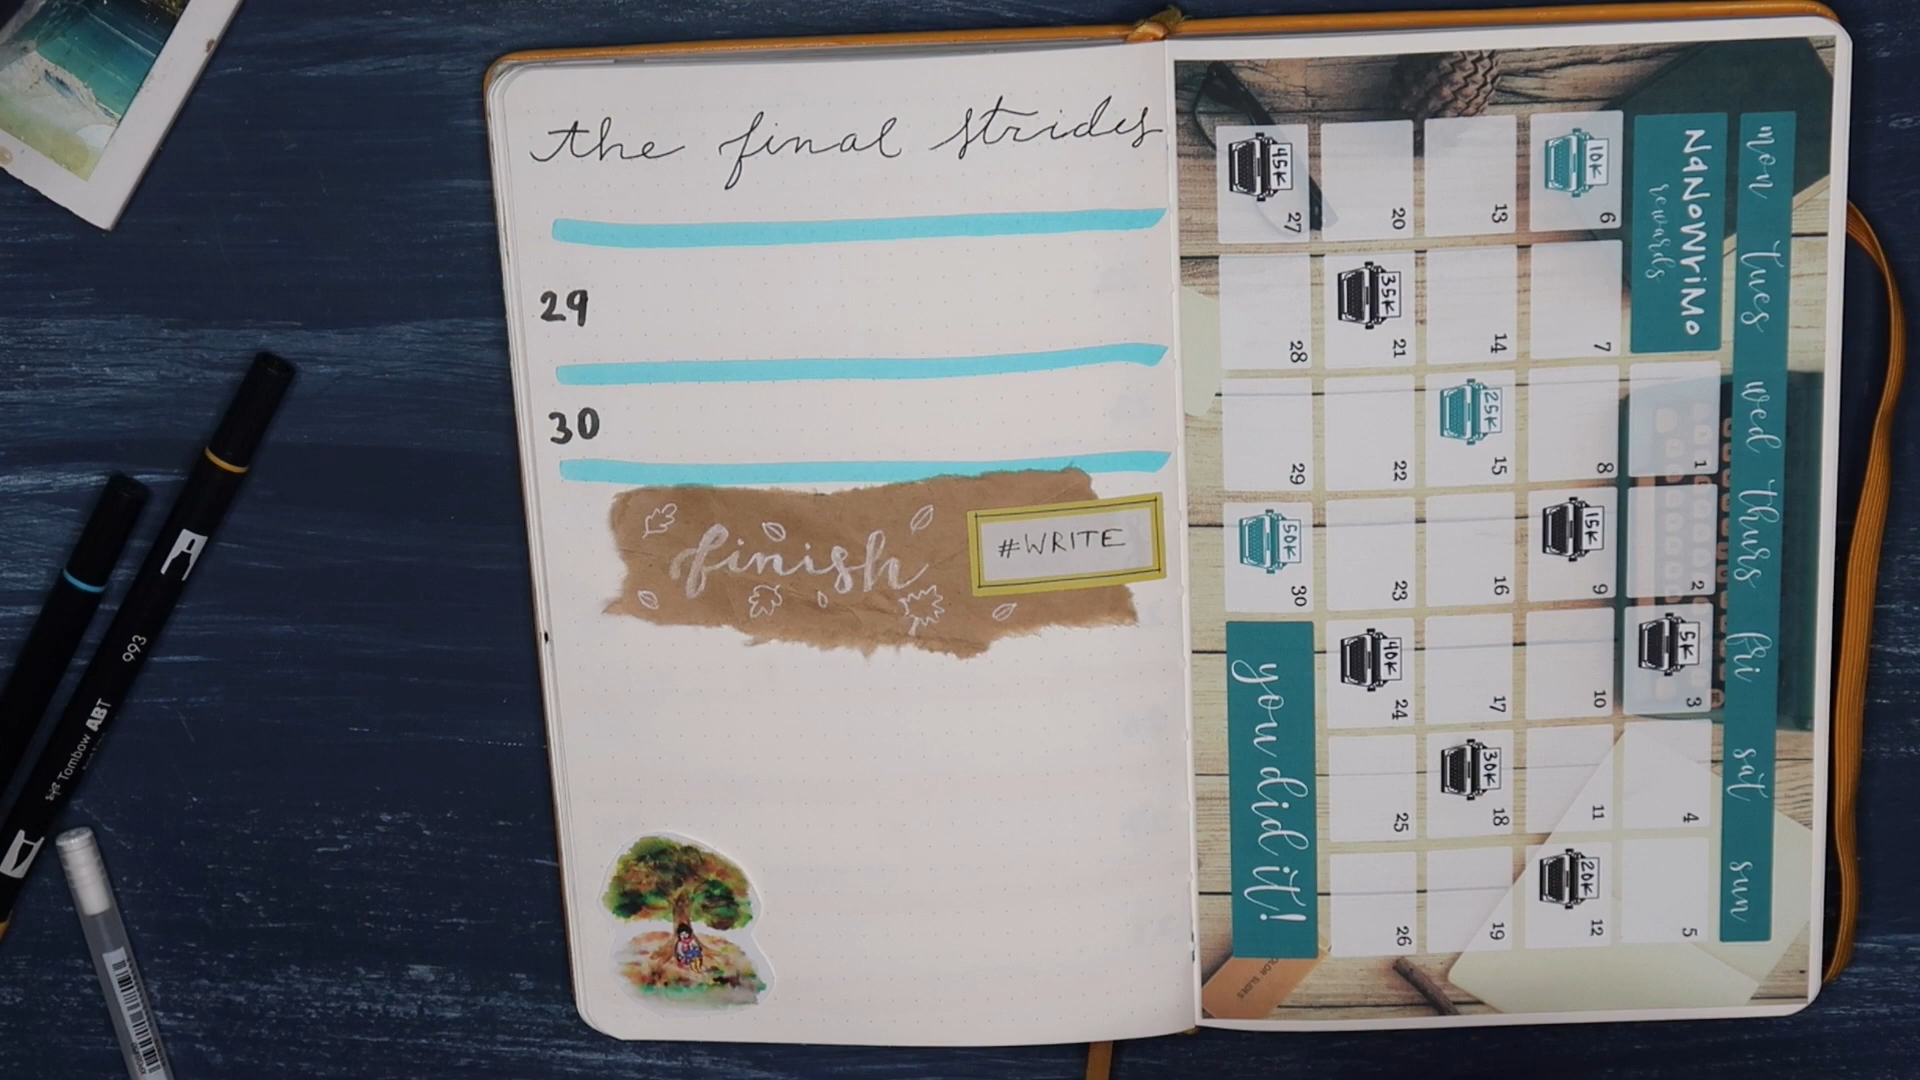 the final strides
29
30
finish
#WRITE
mon tues wed thurs fri sat sun
NaNoWriMo
rewards
1 2 5K 3 4 5
10K 6 7 8 15K 9 10 11 20K 12
13 14 25K 15 16 17 30K 18 19
20 35K 21 22 23 40K 24 25 26
45K 27 28 29 50K 30
you did it!
993
Tombow ABT
COLOR SLIDES